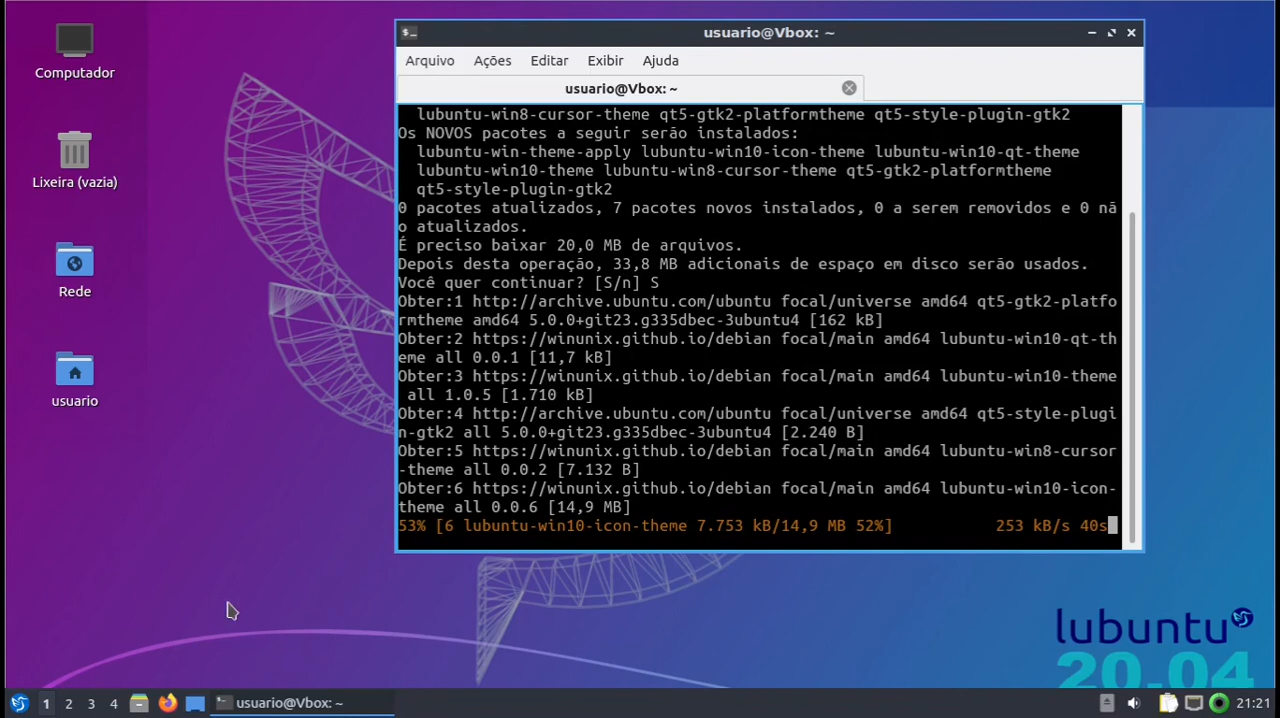 Computador
Lixeira (vazia)
Rede
usuario
usuario@Vbox: ~
Arquivo Ações Editar Exibir Ajuda
usuario@Vbox: ~
lubuntu-win8-cursor-theme qt5-gtk2-platformtheme qt5-style-plugin-gtk2
Os NOVOS pacotes a seguir serão instalados:
lubuntu-win-theme-apply lubuntu-win10-icon-theme lubuntu-win10-qt-theme
lubuntu-win10-theme lubuntu-win8-cursor-theme qt5-gtk2-platformtheme
qt5-style-plugin-gtk2
0 pacotes atualizados, 7 pacotes novos instalados, 0 a serem removidos e 0 nã
o atualizados.
É preciso baixar 20,0 MB de arquivos.
Depois desta operação, 33,8 MB adicionais de espaço em disco serão usados.
Você quer continuar? [S/n] S
Obter:1 http://archive.ubuntu.com/ubuntu focal/universe amd64 qt5-gtk2-platfo
rmtheme amd64 5.0.0+git23.g335dbec-3ubuntu4 [162 kB]
Obter:2 https://winunix.github.io/debian focal/main amd64 lubuntu-win10-qt-th
eme all 0.0.1 [11,7 kB]
Obter:3 https://winunix.github.io/debian focal/main amd64 lubuntu-win10-theme
all 1.0.5 [1.710 kB]
Obter:4 http://archive.ubuntu.com/ubuntu focal/universe amd64 qt5-style-plugi
n-gtk2 all 5.0.0+git23.g335dbec-3ubuntu4 [2.240 B]
Obter:5 https://winunix.github.io/debian focal/main amd64 lubuntu-win8-cursor
-theme all 0.0.2 [7.132 B]
Obter:6 https://winunix.github.io/debian focal/main amd64 lubuntu-win10-icon-
theme all 0.0.6 [14,9 MB]
53% [6 lubuntu-win10-icon-theme 7.753 kB/14,9 MB 52%] 253 kB/s 40s
lubuntu
20.04
1 2 3 4 usuario@Vbox: ~ 21:21